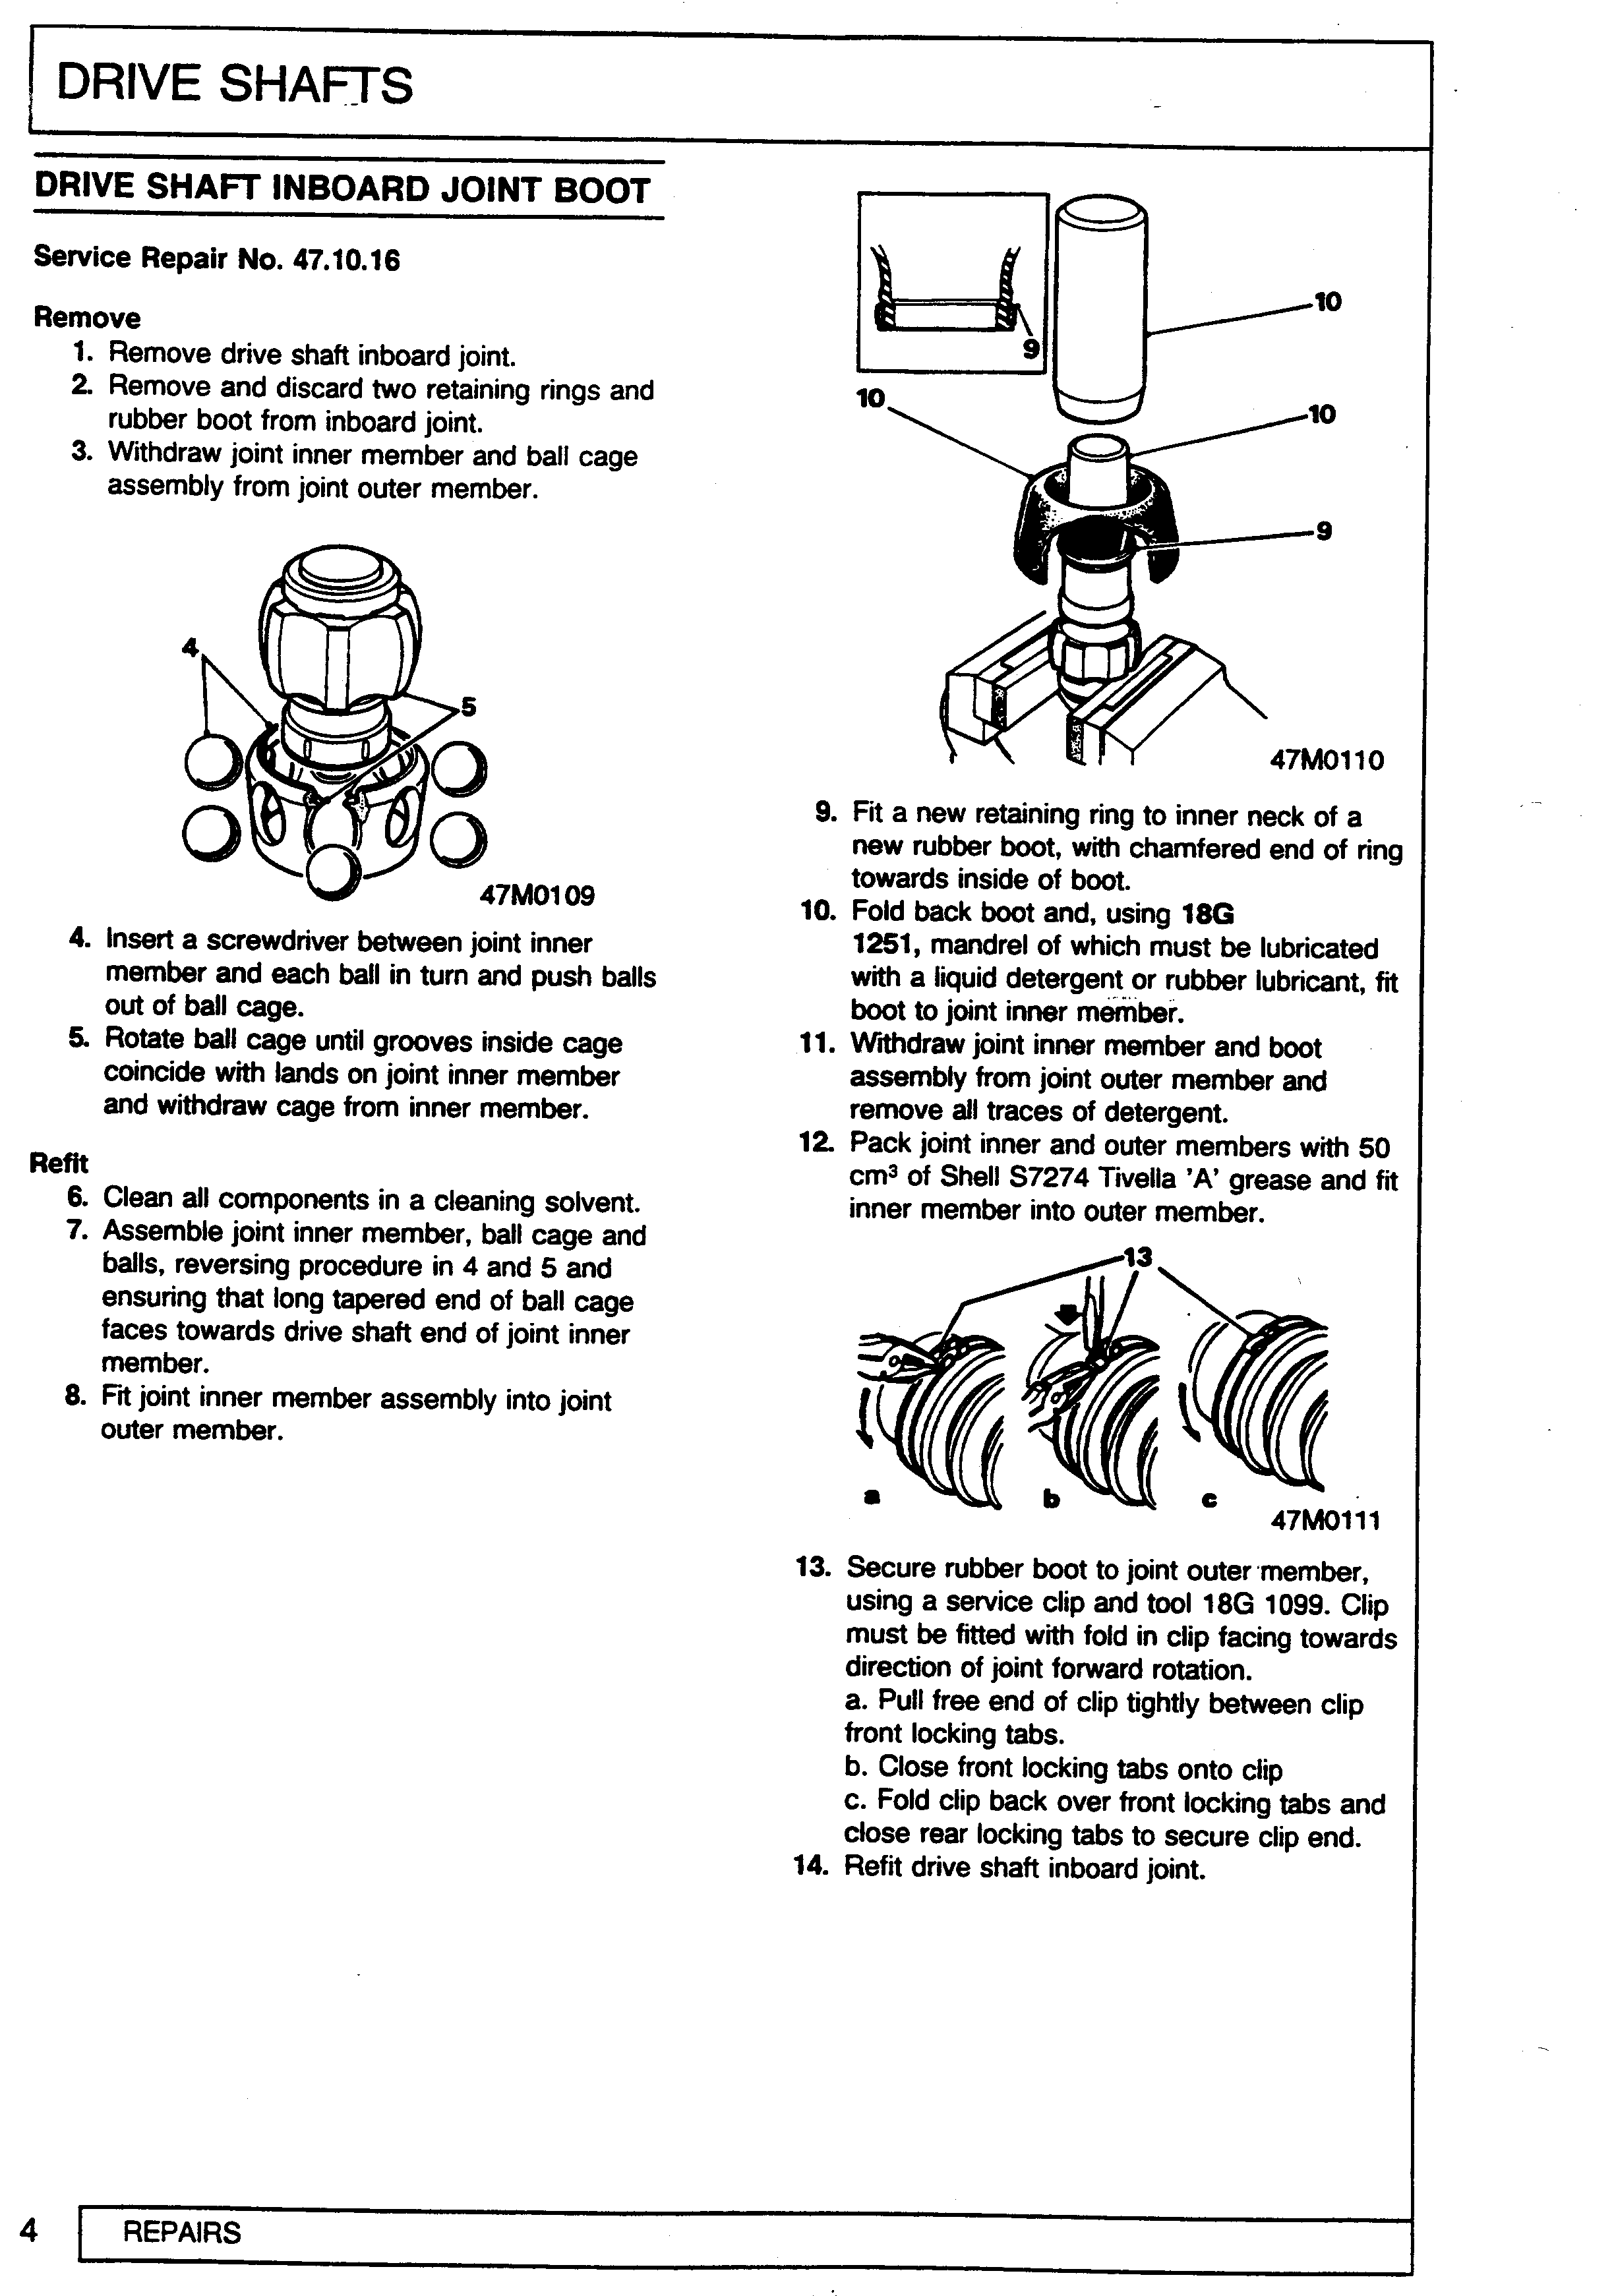 DRIVE SHAFTS
DRIVE SHAFT INBOARD JOINT BOOT
Service Repair No. 47.10.16
Remove
1. Remove drive shaft inboard joint.
2. Remove and discard two retaining rings and
rubber boot from inboard joint.
3. Withdraw joint inner member and ball cage
assembly from joint outer member.
4
5
47M0109
4. Insert a screwdriver between joint inner
member and each ball in turn and push balls
out of ball cage.
5. Rotate ball cage until grooves inside cage
coincide with lands on joint inner member
and withdraw cage from inner member.
Refit
6. Clean all components in a cleaning solvent.
7. Assemble joint inner member, ball cage and
balls, reversing procedure in 4 and 5 and
ensuring that long tapered end of ball cage
faces towards drive shaft end of joint inner
member.
8. Fit joint inner member assembly into joint
outer member.
10
9
10
10
9
47M0110
9. Fit a new retaining ring to inner neck of a
new rubber boot, with chamfered end of ring
towards inside of boot.
10. Fold back boot and, using 18G
1251, mandrel of which must be lubricated
with a liquid detergent or rubber lubricant, fit
boot to joint inner member.
11. Withdraw joint inner member and boot
assembly from joint outer member and
remove all traces of detergent.
12. Pack joint inner and outer members with 50
cm³ of Shell S7274 Tivella 'A' grease and fit
inner member into outer member.
13
a b c
47M0111
13. Secure rubber boot to joint outer member,
using a service clip and tool 18G 1099. Clip
must be fitted with fold in clip facing towards
direction of joint forward rotation.
a. Pull free end of clip tightly between clip
front locking tabs.
b. Close front locking tabs onto clip
c. Fold clip back over front locking tabs and
close rear locking tabs to secure clip end.
14. Refit drive shaft inboard joint.
4 REPAIRS